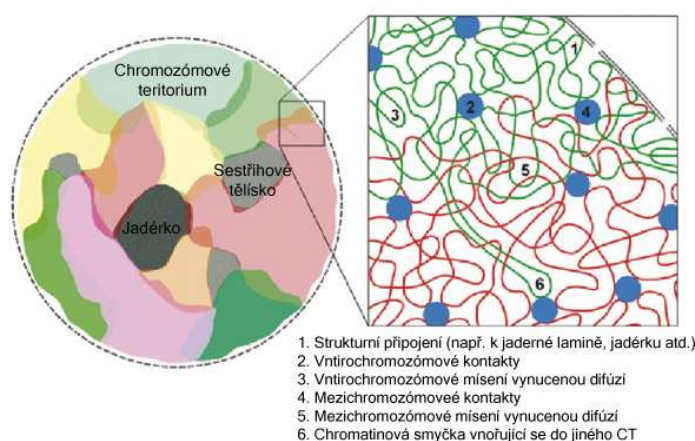 Chromozómové
teritorium
Sestřihové
tělísko
Jadérko
1
2
3
4
5
6
1. Strukturní připojení (např. k jaderné lamině, jadérku atd.)
2. Vntirochromozómové kontakty
3. Vntirochromozómové mísení vynucenou difúzí
4. Mezichromozómoveé kontakty
5. Mezichromozómové mísení vynucenou difúzí
6. Chromatinová smyčka vnořující se do jiného CT